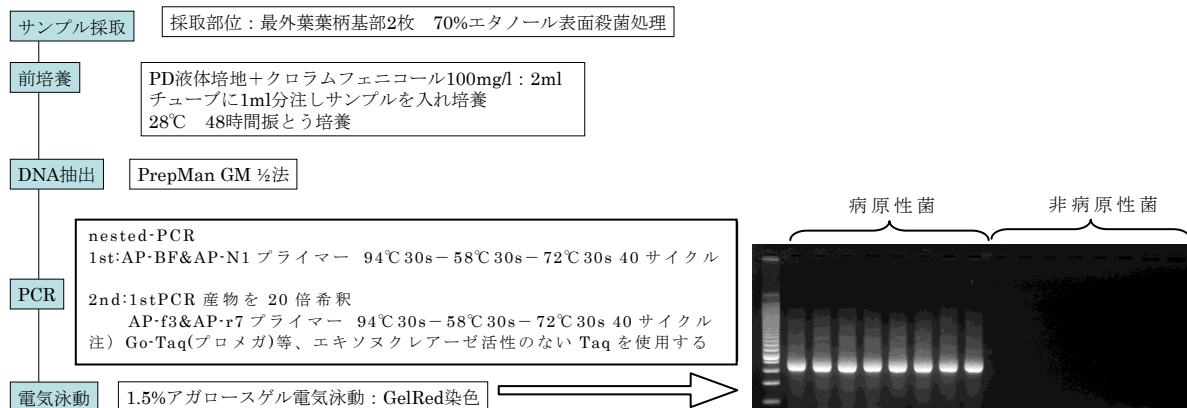 サンプル採取
採取部位：最外葉葉柄基部2枚　70%エタノール表面殺菌処理
前培養
PD液体培地＋クロラムフェニコール100mg/l：2ml
チューブに1ml分注しサンプルを入れ培養
28℃　48時間振とう培養
DNA抽出
PrepMan GM ½法
PCR
nested-PCR
1st:AP-BF&AP-N1 プライマー　94℃30s－58℃30s－72℃30s 40 サイクル
2nd:1stPCR 産物を 20 倍希釈
AP-f3&AP-r7 プライマー　94℃30s－58℃30s－72℃30s 40 サイクル
注）Go-Taq(プロメガ)等、エキソヌクレアーゼ活性のない Taq を使用する
電気泳動
1.5%アガロースゲル電気泳動：GelRed染色
病原性菌
非病原性菌